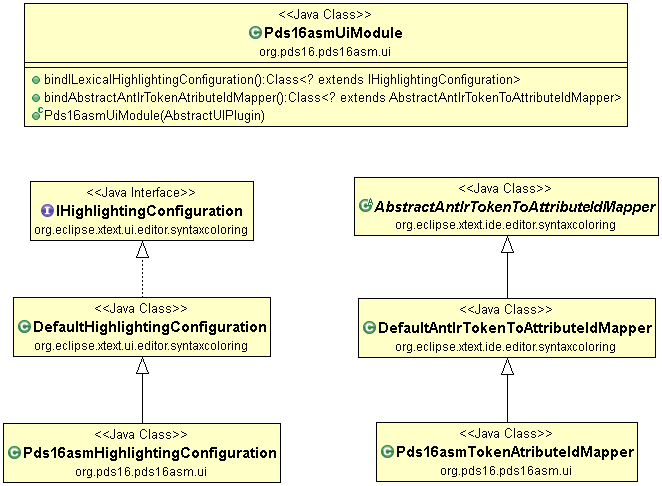 <<Java Class>>
Pds16asmUiModule
org.pds16.pds16asm.ui
bindILexicalHighlightingConfiguration():Class<? extends IHighlightingConfiguration>
bindAbstractAntlrTokenAtributeIdMapper():Class<? extends AbstractAntlrTokenToAttributeIdMapper>
Pds16asmUiModule(AbstractUIPlugin)
<<Java Interface>>
IHighlightingConfiguration
org.eclipse.xtext.ui.editor.syntaxcoloring
<<Java Class>>
AbstractAntlrTokenToAttributeIdMapper
org.eclipse.xtext.ide.editor.syntaxcoloring
<<Java Class>>
DefaultHighlightingConfiguration
org.eclipse.xtext.ui.editor.syntaxcoloring
<<Java Class>>
DefaultAntlrTokenToAttributeIdMapper
org.eclipse.xtext.ide.editor.syntaxcoloring
<<Java Class>>
Pds16asmHighlightingConfiguration
org.pds16.pds16asm.ui
<<Java Class>>
Pds16asmTokenAtributeIdMapper
org.pds16.pds16asm.ui